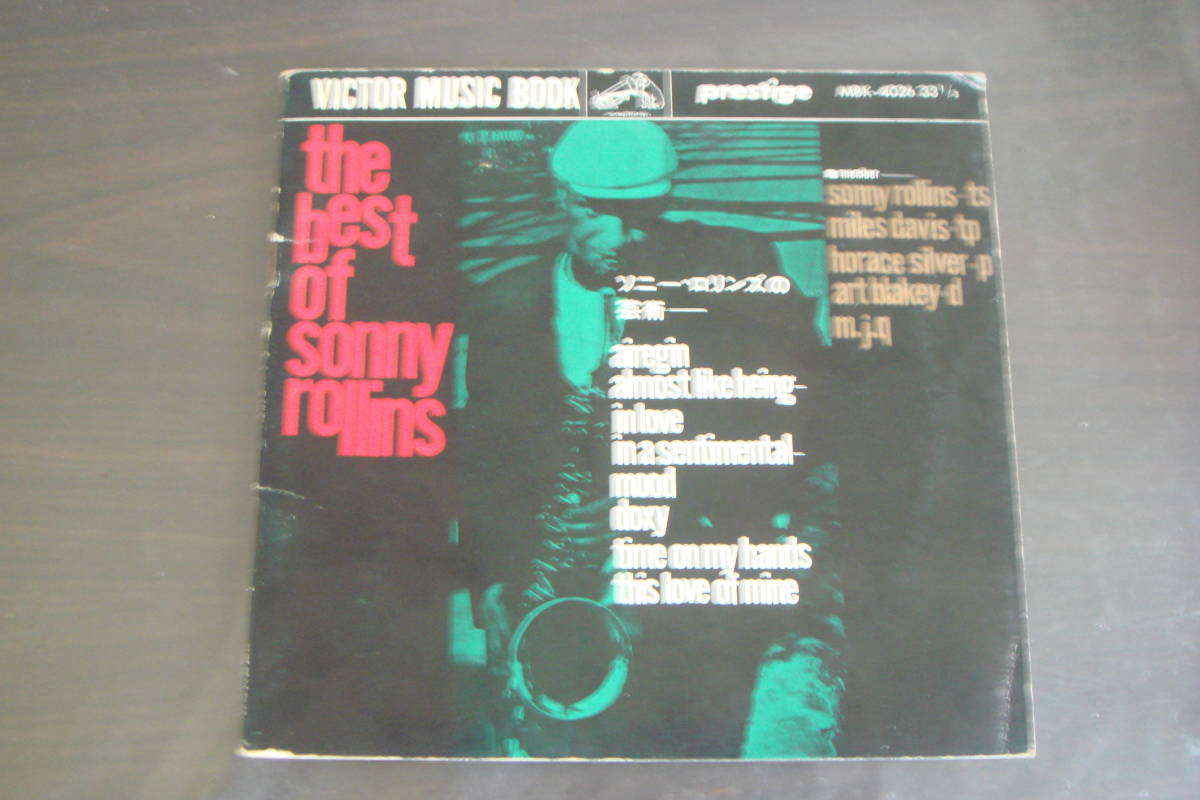 VICTOR MUSIC BOOK
prestige
MBK-4026 33 1/3
the
best
of
sonny
rollins
member
sonny rollins-ts
miles davis-tp
horace silver-p
art blakey-d
m.j.q
ソニー・ロリンズの
芸術——
airegin
almost like being-
in love
in a sentimental-
mood
doxy
time on my hands
this love of mine